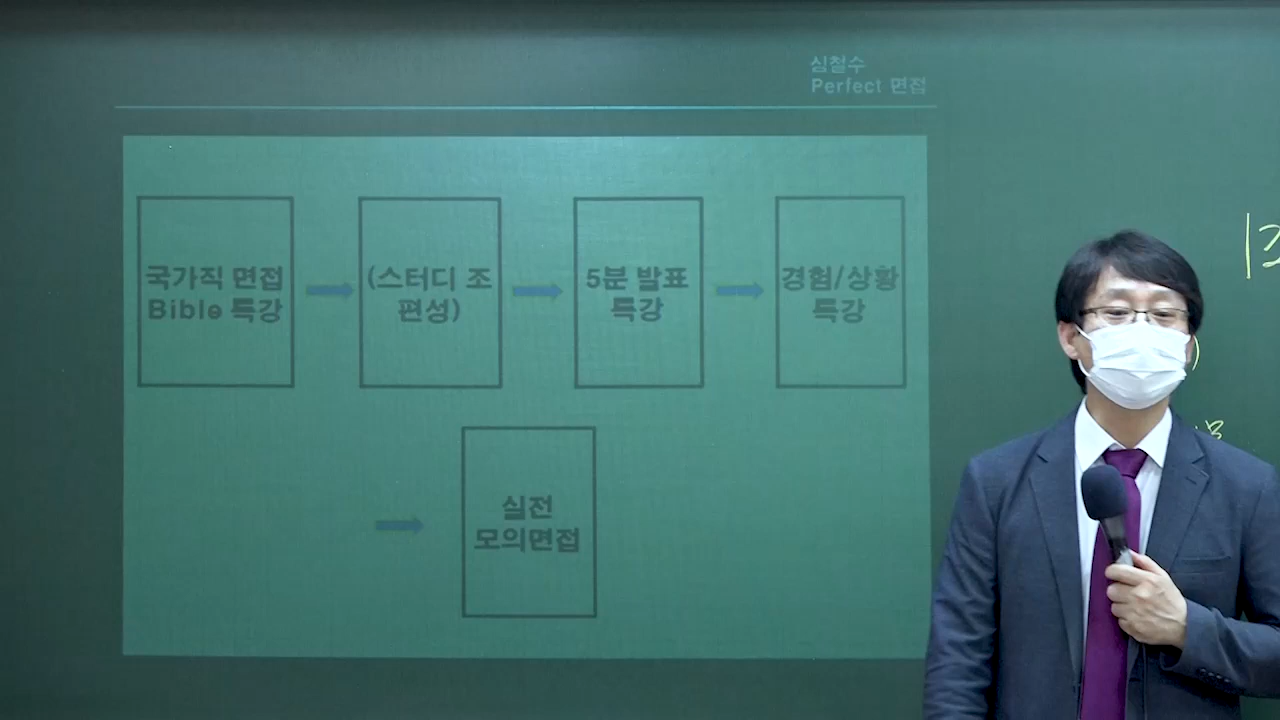 심철수
Perfect 면접
국가직 면접
Bible 특강
(스터디 조
편성)
5분 발표
특강
경험/상황
특강
실전
모의면접